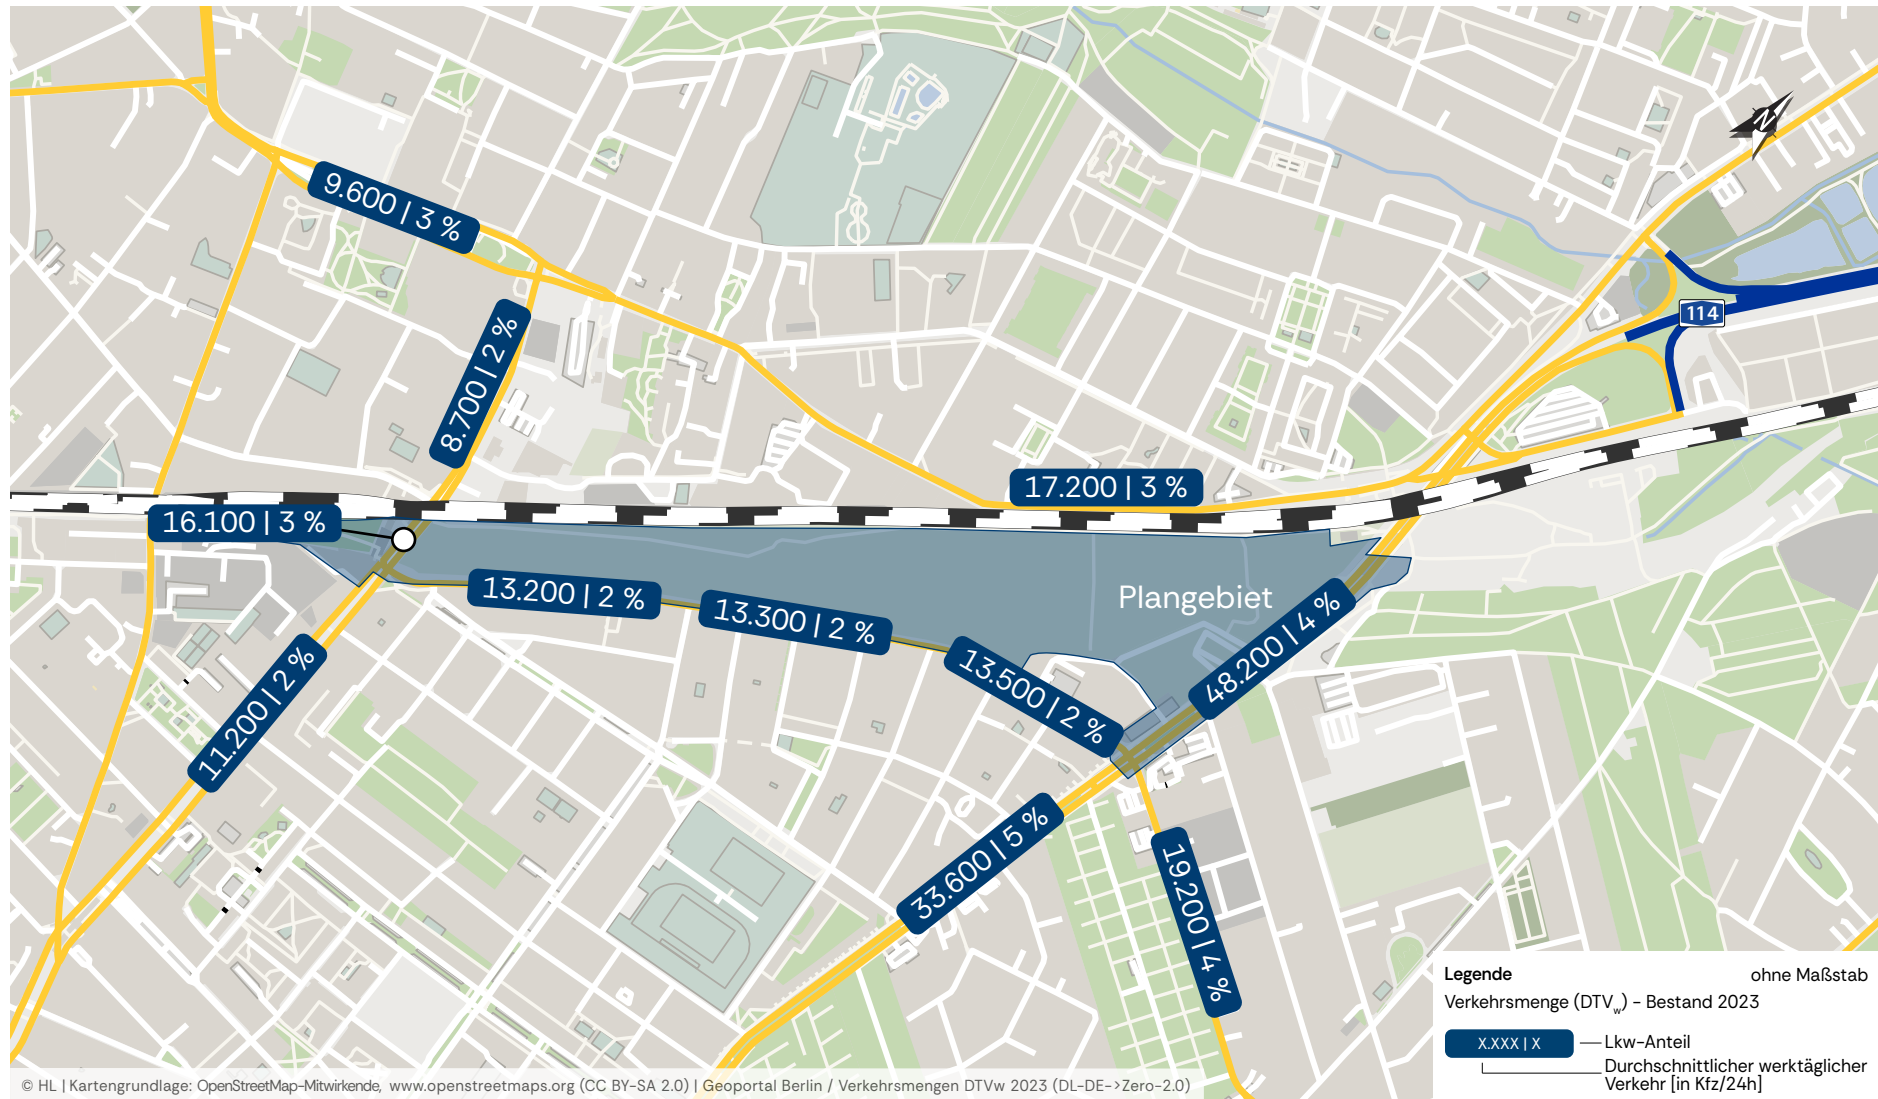 N
9.600 | 3 %
8.700 | 2 %
114
17.200 | 3 %
16.100 | 3 %
13.200 | 2 %
13.300 | 2 %
Plangebiet
13.500 | 2 %
48.200 | 4 %
11.200 | 2 %
33.600 | 5 %
19.200 | 4 %
Legende ohne Maßstab
Verkehrsmenge (DTVw) - Bestand 2023
X.XXX | X Lkw-Anteil
Durchschnittlicher werktäglicher
Verkehr [in Kfz/24h]
© HL | Kartengrundlage: OpenStreetMap-Mitwirkende, www.openstreetmaps.org (CC BY-SA 2.0) | Geoportal Berlin / Verkehrsmengen DTVw 2023 (DL-DE->Zero-2.0)